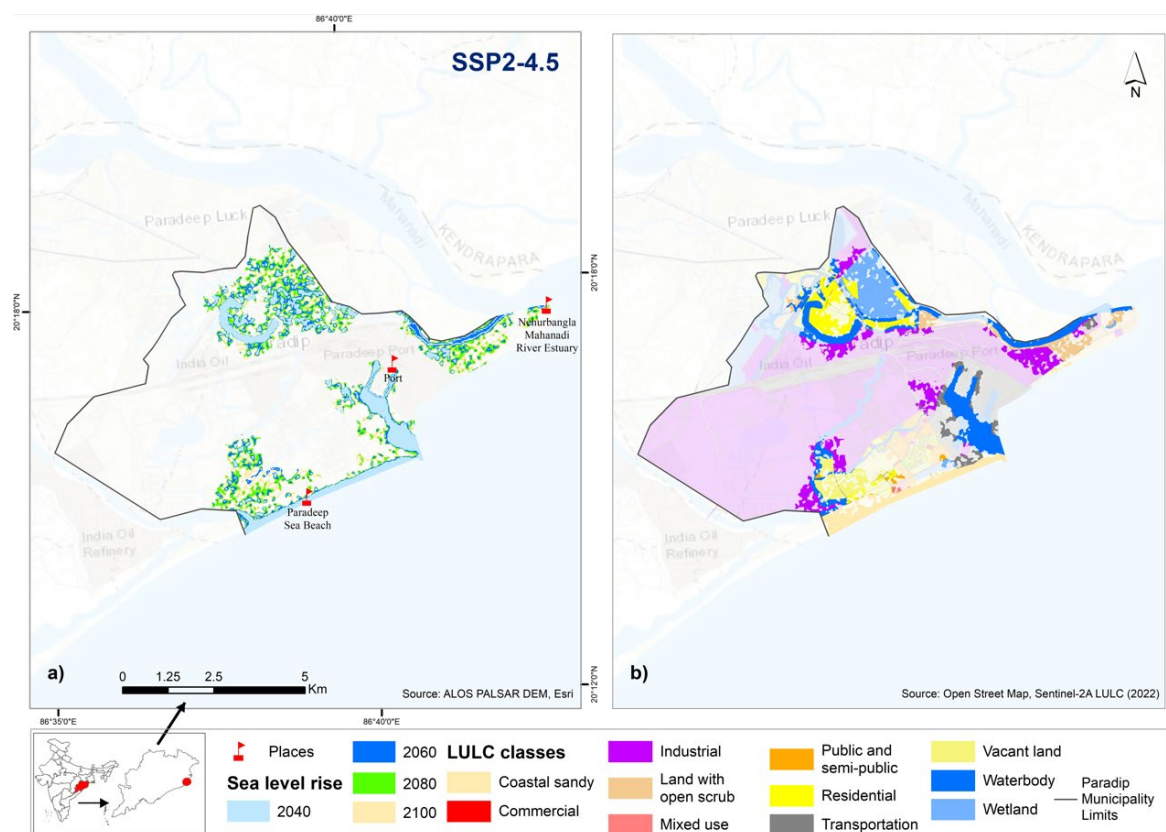 86°40'0"E
SSP2-4.5
N
Paradeep Luck
Mahanadi
KENDRAPARA
20°18'0"N
Nehurbangla
Mahanadi
River Estuary
India Oil
Paradeep Port
Port
Paradeep
Sea Beach
India Oil
Refinery
a)
0 1.25 2.5 5
Km
Source: ALOS PALSAR DEM, Esri
86°35'0"E
86°40'0"E
Paradeep Luck
Mahanadi
KENDRAPARA
20°18'0"N
Paradeep Port
India Oil
India Oil
Refinery
b)
Source: Open Street Map, Sentinel-2A LULC (2022)
20°12'0"N
Places
Sea level rise
2040
2060
2080
2100
LULC classes
Coastal sandy
Commercial
Industrial
Land with
open scrub
Mixed use
Public and
semi-public
Residential
Transportation
Vacant land
Waterbody
Wetland
Paradip
Municipality
Limits